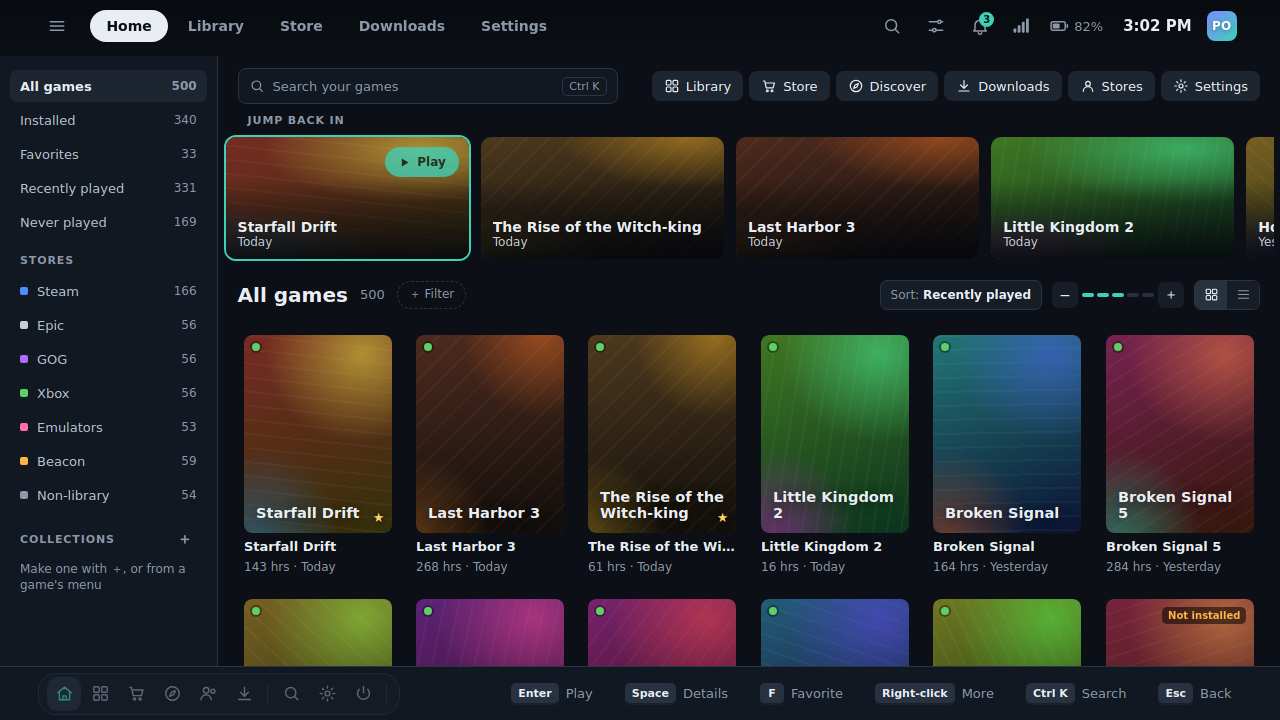 Home
Library
Store
Downloads
Settings
3
82%
3:02 PM
PO
All games 500
Installed 340
Favorites 33
Recently played 331
Never played 169
STORES
Steam 166
Epic 56
GOG 56
Xbox 56
Emulators 53
Beacon 59
Non-library 54
COLLECTIONS +
Make one with +, or from a
game's menu
Search your games
Ctrl K
Library
Store
Discover
Downloads
Stores
Settings
JUMP BACK IN
Play
Starfall Drift
Today
The Rise of the Witch-king
Today
Last Harbor 3
Today
Little Kingdom 2
Today
All games 500 + Filter
Sort: Recently played
− +
Starfall Drift
★
Last Harbor 3
The Rise of the
Witch-king
★
Little Kingdom
2
Broken Signal
Broken Signal
5
Starfall Drift
143 hrs · Today
Last Harbor 3
268 hrs · Today
The Rise of the Wi…
61 hrs · Today
Little Kingdom 2
16 hrs · Today
Broken Signal
164 hrs · Yesterday
Broken Signal 5
284 hrs · Yesterday
Not installed
Enter Play
Space Details
F Favorite
Right-click More
Ctrl K Search
Esc Back